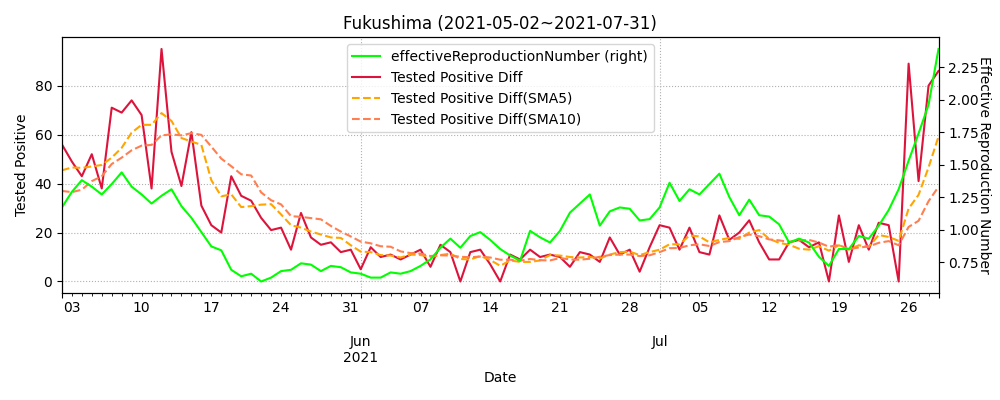 Fukushima (2021-05-02~2021-07-31)
effectiveReproductionNumber (right)
Tested Positive Diff
Tested Positive Diff(SMA5)
Tested Positive Diff(SMA10)
Tested Positive
80
60
40
20
0
2.25
2.00
1.75
1.50
1.25
1.00
0.75
Effective Reproduction Number
03 10 17 24 31 07 14 21 28 05 12 19 26
Jun Jul
2021
Date